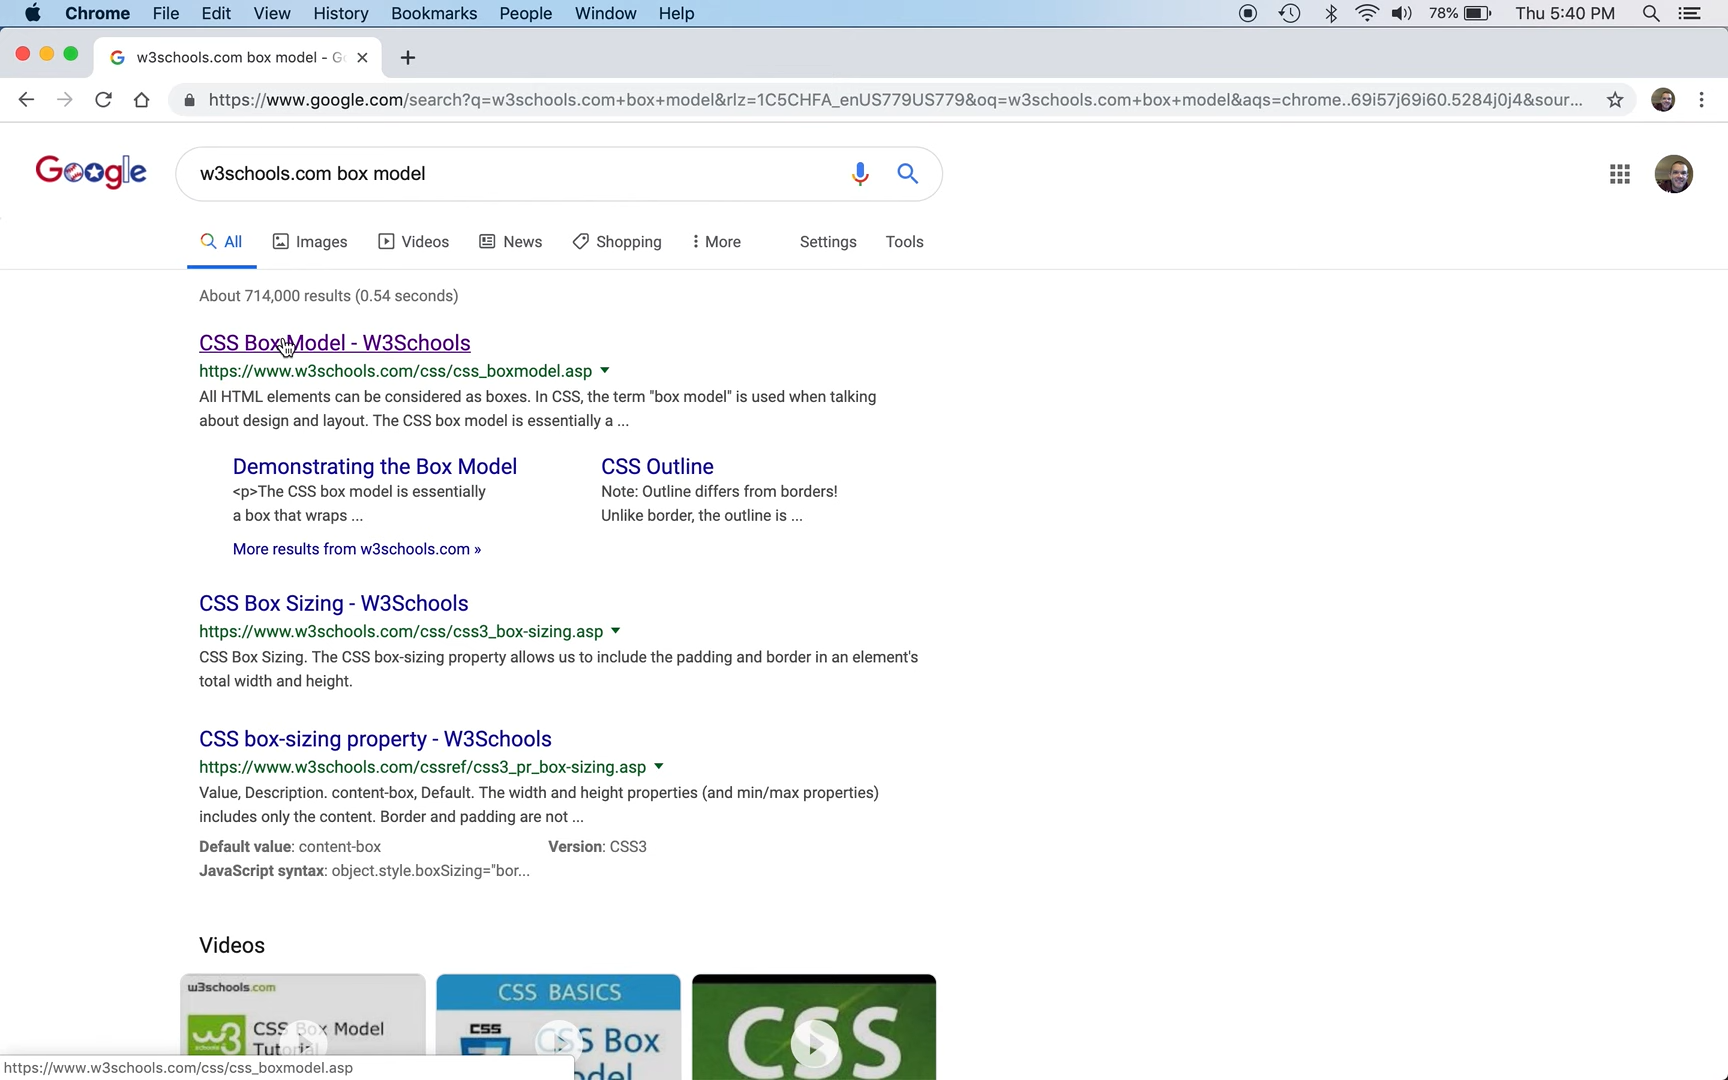 Chrome File Edit View History Bookmarks People Window Help 78% Thu 5:40 PM
w3schools.com box model - G
https://www.google.com/search?q=w3schools.com+box+model&rlz=1C5CHFA_enUS779US779&oq=w3schools.com+box+model&aqs=chrome..69i57j69i60.5284j0j4&sour...
Google
w3schools.com box model
All Images Videos News Shopping More Settings Tools
About 714,000 results (0.54 seconds)
CSS Box Model - W3Schools
https://www.w3schools.com/css/css_boxmodel.asp
All HTML elements can be considered as boxes. In CSS, the term "box model" is used when talking
about design and layout. The CSS box model is essentially a ...
Demonstrating the Box Model
<p>The CSS box model is essentially
a box that wraps ...
CSS Outline
Note: Outline differs from borders!
Unlike border, the outline is ...
More results from w3schools.com »
CSS Box Sizing - W3Schools
https://www.w3schools.com/css/css3_box-sizing.asp
CSS Box Sizing. The CSS box-sizing property allows us to include the padding and border in an element's
total width and height.
CSS box-sizing property - W3Schools
https://www.w3schools.com/cssref/css3_pr_box-sizing.asp
Value, Description. content-box, Default. The width and height properties (and min/max properties)
includes only the content. Border and padding are not ...
Default value: content-box Version: CSS3
JavaScript syntax: object.style.boxSizing="bor...
Videos
w3schools.com
w3
schools
CSS Box Model
Tutorial
CSS BASICS
CSS
CSS Box
Model
CSS
https://www.w3schools.com/css/css_boxmodel.asp